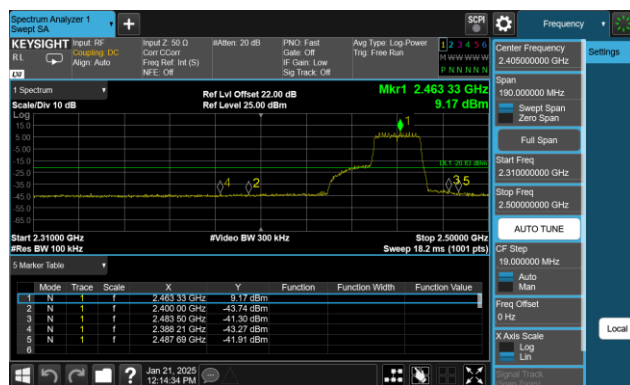 Spectrum Analyzer 1
Swept SA
+
SCPI
Frequency
KEYSIGHT
RL
LXI
Input: RF
Coupling: DC
Align: Auto
Input Z: 50 Ω
Corr CCorr
Freq Ref: Int (S)
NFE: Off
#Atten: 20 dB
PNO: Fast
Gate: Off
IF Gain: Low
Sig Track: Off
Avg Type: Log-Power
Trig: Free Run
1 2 3 4 5 6
M W W W W W
P N N N N N
1 Spectrum
Scale/Div 10 dB
Log
Ref Lvl Offset 22.00 dB
Ref Level 25.00 dBm
Mkr1 2.463 33 GHz
9.17 dBm
15.0
5.00
-5.00
-15.0
-25.0
-35.0
-45.0
-55.0
-65.0
1
4
2
3
5
Start 2.31000 GHz
#Res BW 100 kHz
#Video BW 300 kHz
Stop 2.50000 GHz
Sweep 18.2 ms (1001 pts)
5 Marker Table
Mode Trace Scale X Y Function Function Width Function Value
1 N 1 f 2.463 33 GHz 9.17 dBm
2 N 1 f 2.400 00 GHz -43.74 dBm
3 N 1 f 2.483 50 GHz -41.30 dBm
4 N 1 f 2.388 21 GHz -43.27 dBm
5 N 1 f 2.487 69 GHz -41.91 dBm
6
Jan 21, 2025
12:14:34 PM
?
Center Frequency
2.405000000 GHz
Span
190.000000 MHz
Swept Span
Zero Span
Full Span
Start Freq
2.310000000 GHz
Stop Freq
2.500000000 GHz
AUTO TUNE
CF Step
19.000000 MHz
Auto
Man
Freq Offset
0 Hz
X Axis Scale
Log
Lin
Signal Track
Settings
Local